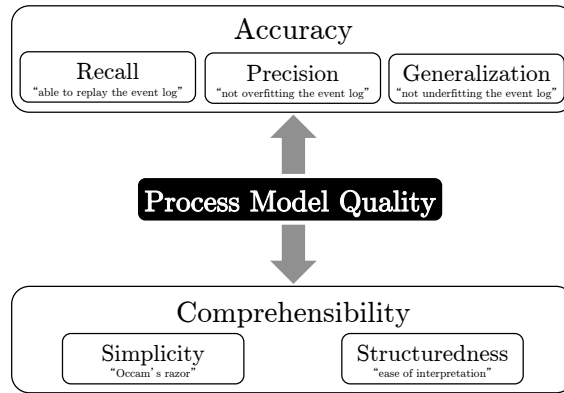 Accuracy
Recall
“able to replay the event log”
Precision
“not overfitting the event log”
Generalization
“not underfitting the event log”
Process Model Quality
Comprehensibility
Simplicity
“Occam's razor”
Structuredness
“ease of interpretation”